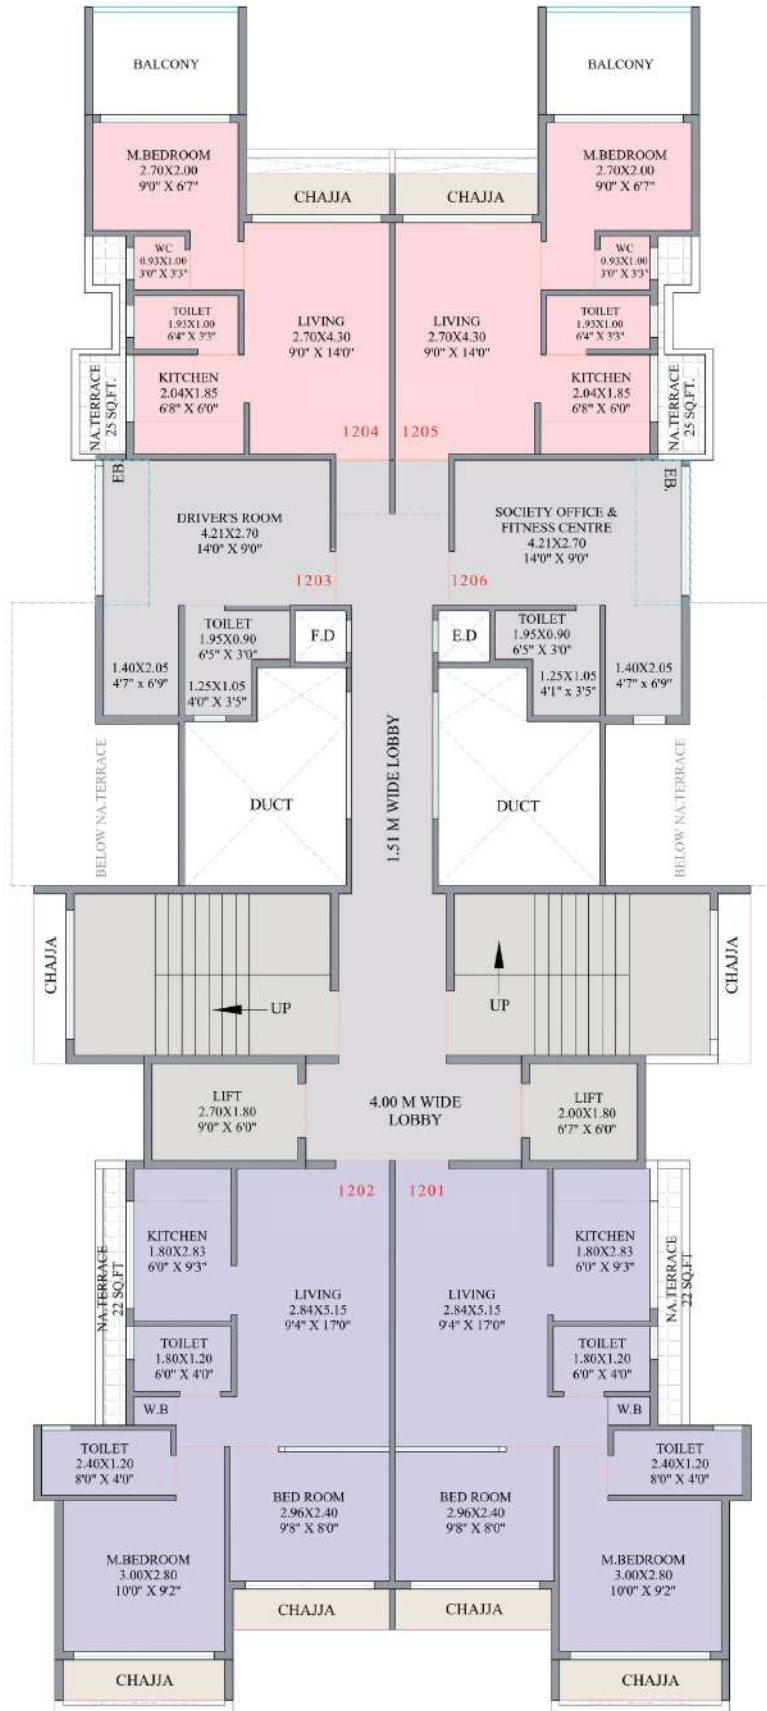 BALCONY
BALCONY
M.BEDROOM
2.70X2.00
9'0" X 6'7"
M.BEDROOM
2.70X2.00
9'0" X 6'7"
CHAJJA
CHAJJA
WC
0.93X1.00
3'0" X 3'3"
WC
0.93X1.00
3'0" X 3'3"
TOILET
1.93X1.00
6'4" X 3'3"
LIVING
2.70X4.30
9'0" X 14'0"
LIVING
2.70X4.30
9'0" X 14'0"
TOILET
1.93X1.00
6'4" X 3'3"
NA.TERRACE
25 SQ.FT.
KITCHEN
2.04X1.85
6'8" X 6'0"
KITCHEN
2.04X1.85
6'8" X 6'0"
NA.TERRACE
25 SQ.FT.
1204
1205
EB.
EB.
DRIVER'S ROOM
4.21X2.70
14'0" X 9'0"
SOCIETY OFFICE &
FITNESS CENTRE
4.21X2.70
14'0" X 9'0"
1203
1206
TOILET
1.95X0.90
6'5" X 3'0"
F.D
E.D
TOILET
1.95X0.90
6'5" X 3'0"
1.40X2.05
4'7" x 6'9"
1.25X1.05
4'0" X 3'5"
1.25X1.05
4'1" x 3'5"
1.40X2.05
4'7" x 6'9"
BELOW NA.TERRACE
DUCT
1.51 M WIDE LOBBY
DUCT
BELOW NA.TERRACE
CHAJJA
UP
UP
CHAJJA
LIFT
2.70X1.80
9'0" X 6'0"
4.00 M WIDE
LOBBY
LIFT
2.00X1.80
6'7" X 6'0"
1202
1201
NA.TERRACE
22 SQ.FT
KITCHEN
1.80X2.83
6'0" X 9'3"
LIVING
2.84X5.15
9'4" X 17'0"
LIVING
2.84X5.15
9'4" X 17'0"
KITCHEN
1.80X2.83
6'0" X 9'3"
NA.TERRACE
22 SQ.FT
TOILET
1.80X1.20
6'0" X 4'0"
TOILET
1.80X1.20
6'0" X 4'0"
W.B
W.B
TOILET
2.40X1.20
8'0" X 4'0"
TOILET
2.40X1.20
8'0" X 4'0"
BED ROOM
2.96X2.40
9'8" X 8'0"
BED ROOM
2.96X2.40
9'8" X 8'0"
M.BEDROOM
3.00X2.80
10'0" X 9'2"
M.BEDROOM
3.00X2.80
10'0" X 9'2"
CHAJJA
CHAJJA
CHAJJA
CHAJJA